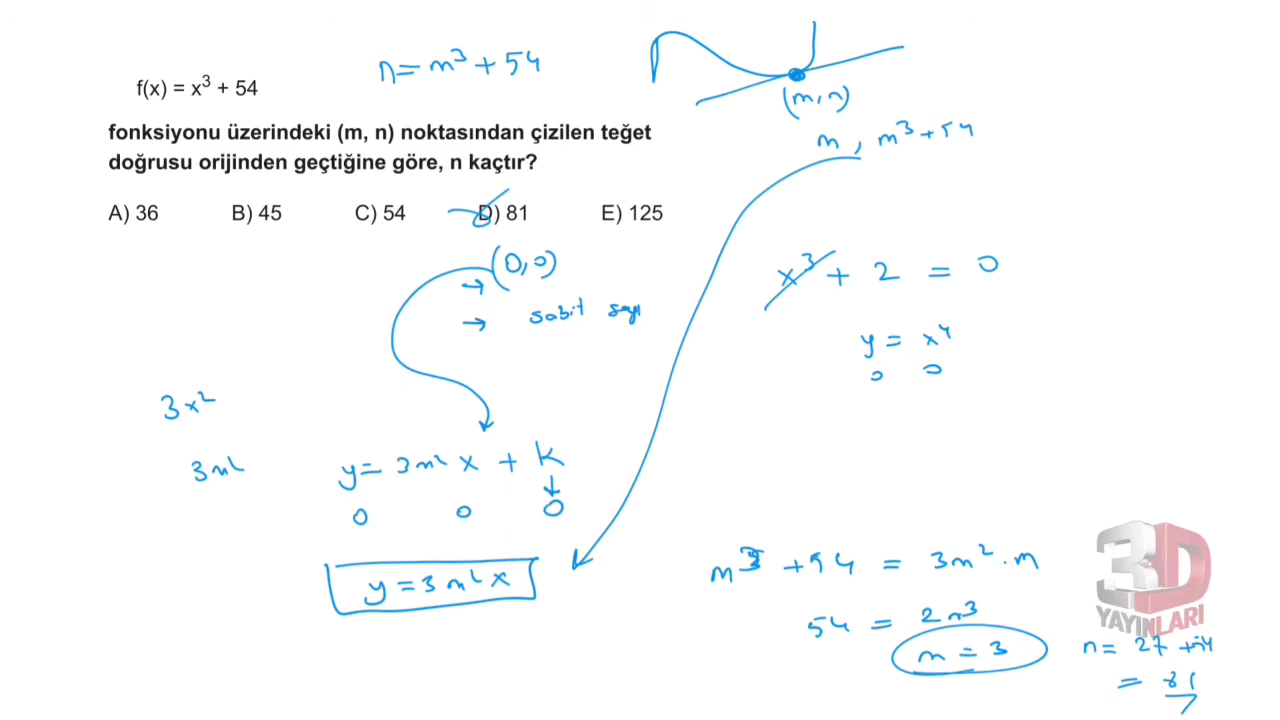 n = m³ + 54
f(x) = x³ + 54
(m, n)
fonksiyonu üzerindeki (m, n) noktasından çizilen teğet
doğrusu orijinden geçtiğine göre, n kaçtır?
m , m³ + 54
A) 36 B) 45 C) 54 D) 81 E) 125
(0, 0)
→
→ sabit sayı
x³ + 2 = 0
y = x⁴
0 0
3x²
3m²
y = 3m² x + k
0 0 0
y = 3m² x
m³ + 54 = 3m² . m
54 = 2m³
m = 3
n = 27 + 54
= 81
3D
YAYINLARI